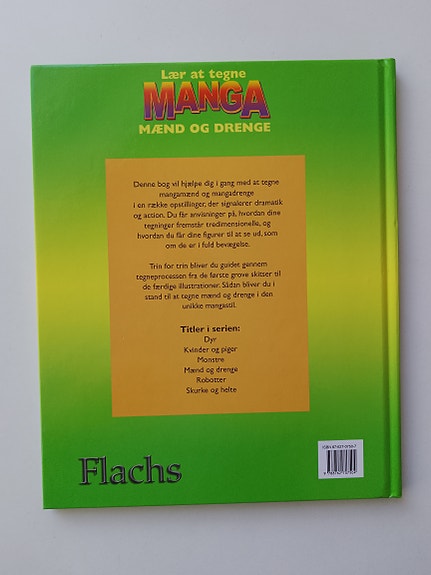 Lær at tegne
MANGA
MÆND OG DRENGE
Denne bog vil hjælpe dig i gang med at tegne
mangamænd og mangadrenge
i en række opstillinger, der signalerer dramatik
og action. Du får anvisninger på, hvordan dine
tegninger fremstår tredimensionelle, og
hvordan du får dine figurer til at se ud, som
om de er i fuld bevægelse.
Trin for trin bliver du guidet gennem
tegneprocessen fra de første grove skitser til
de færdige illustrationer. Sådan bliver du i
stand til at tegne mænd og drenge i den
unikke mangastil.
Titler i serien:
Dyr
Kvinder og piger
Monstre
Mænd og drenge
Robotter
Skurke og helte
Flachs